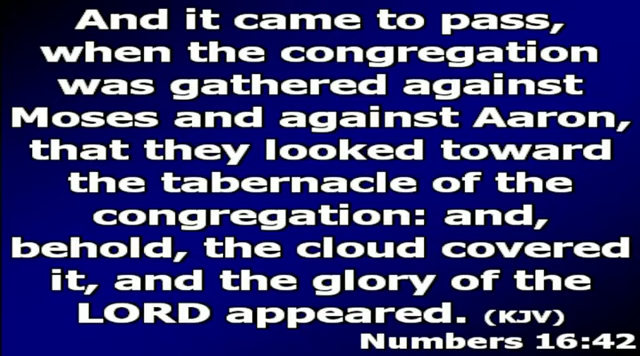 And it came to pass,
when the congregation
was gathered against
Moses and against Aaron,
that they looked toward
the tabernacle of the
congregation: and,
behold, the cloud covered
it, and the glory of the
LORD appeared. (KJV)
Numbers 16:42